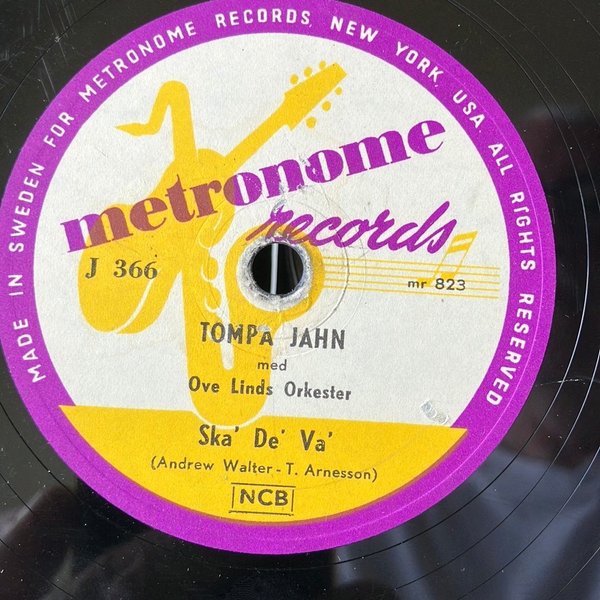 MADE IN SWEDEN FOR METRONOME RECORDS, NEW YORK, USA. ALL RIGHTS RESERVED
metronome
records
J 366
mr 823
TOMPA JAHN
med
Ove Linds Orkester
Ska' De' Va'
(Andrew Walter - T. Arnesson)
NCB